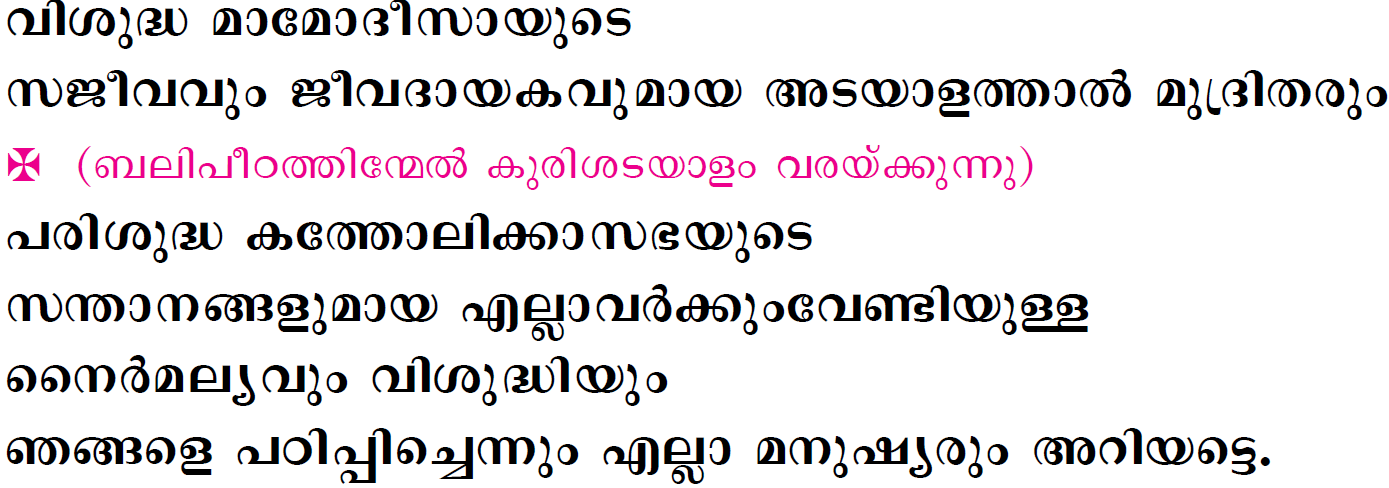 വിശുദ്ധ മാമോദീസായുടെ
സജീവവും ജീവദായകവുമായ അടയാളത്താൽ മുദ്രിതരും
✠ (ബലിപീഠത്തിന്മേൽ കുരിശടയാളം വരയ്ക്കുന്നു)
പരിശുദ്ധ കത്തോലിക്കാസഭയുടെ
സന്താനങ്ങളുമായ എല്ലാവർക്കുംവേണ്ടിയുള്ള
നൈർമല്യവും വിശുദ്ധിയും
ഞങ്ങളെ പഠിപ്പിച്ചെന്നും എല്ലാ മനുഷ്യരും അറിയട്ടെ.